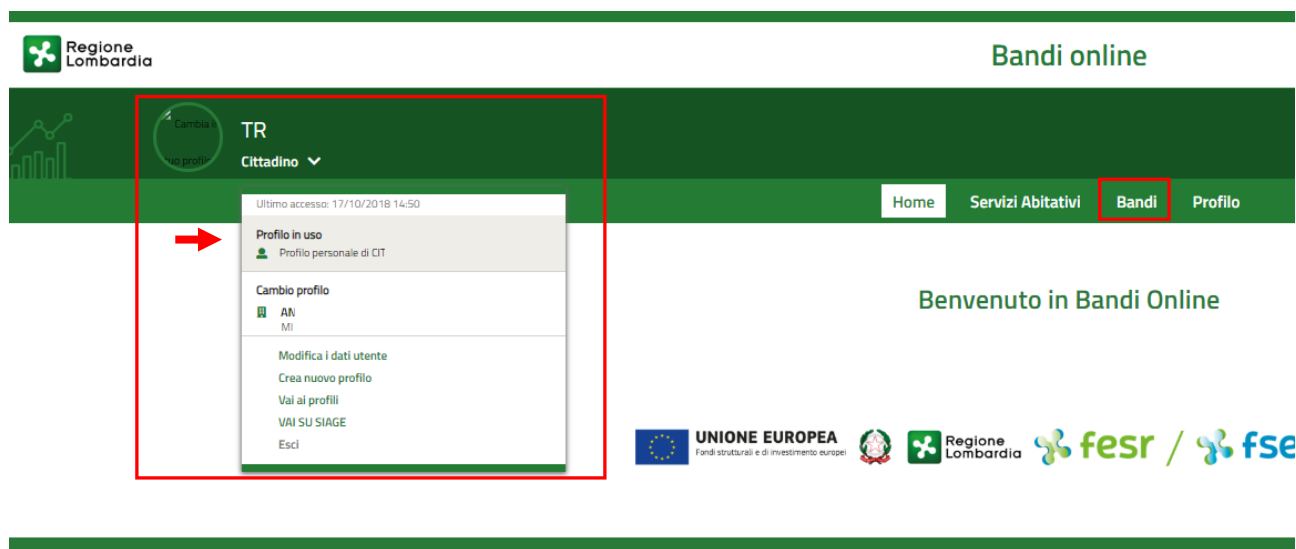 Regione
Lombardia
Bandi online
Cambia i
uo profilo
TR
Cittadino
Ultimo accesso: 17/10/2018 14:50
Profilo in uso
Profilo personale di CIT
Cambio profilo
AN
MI
Modifica i dati utente
Crea nuovo profilo
Vai ai profili
VAI SU SIAGE
Esci
Home Servizi Abitativi Bandi Profilo
Benvenuto in Bandi Online
UNIONE EUROPEA
Fondi strutturali e di investimento europei
Regione
Lombardia
fesr / fse